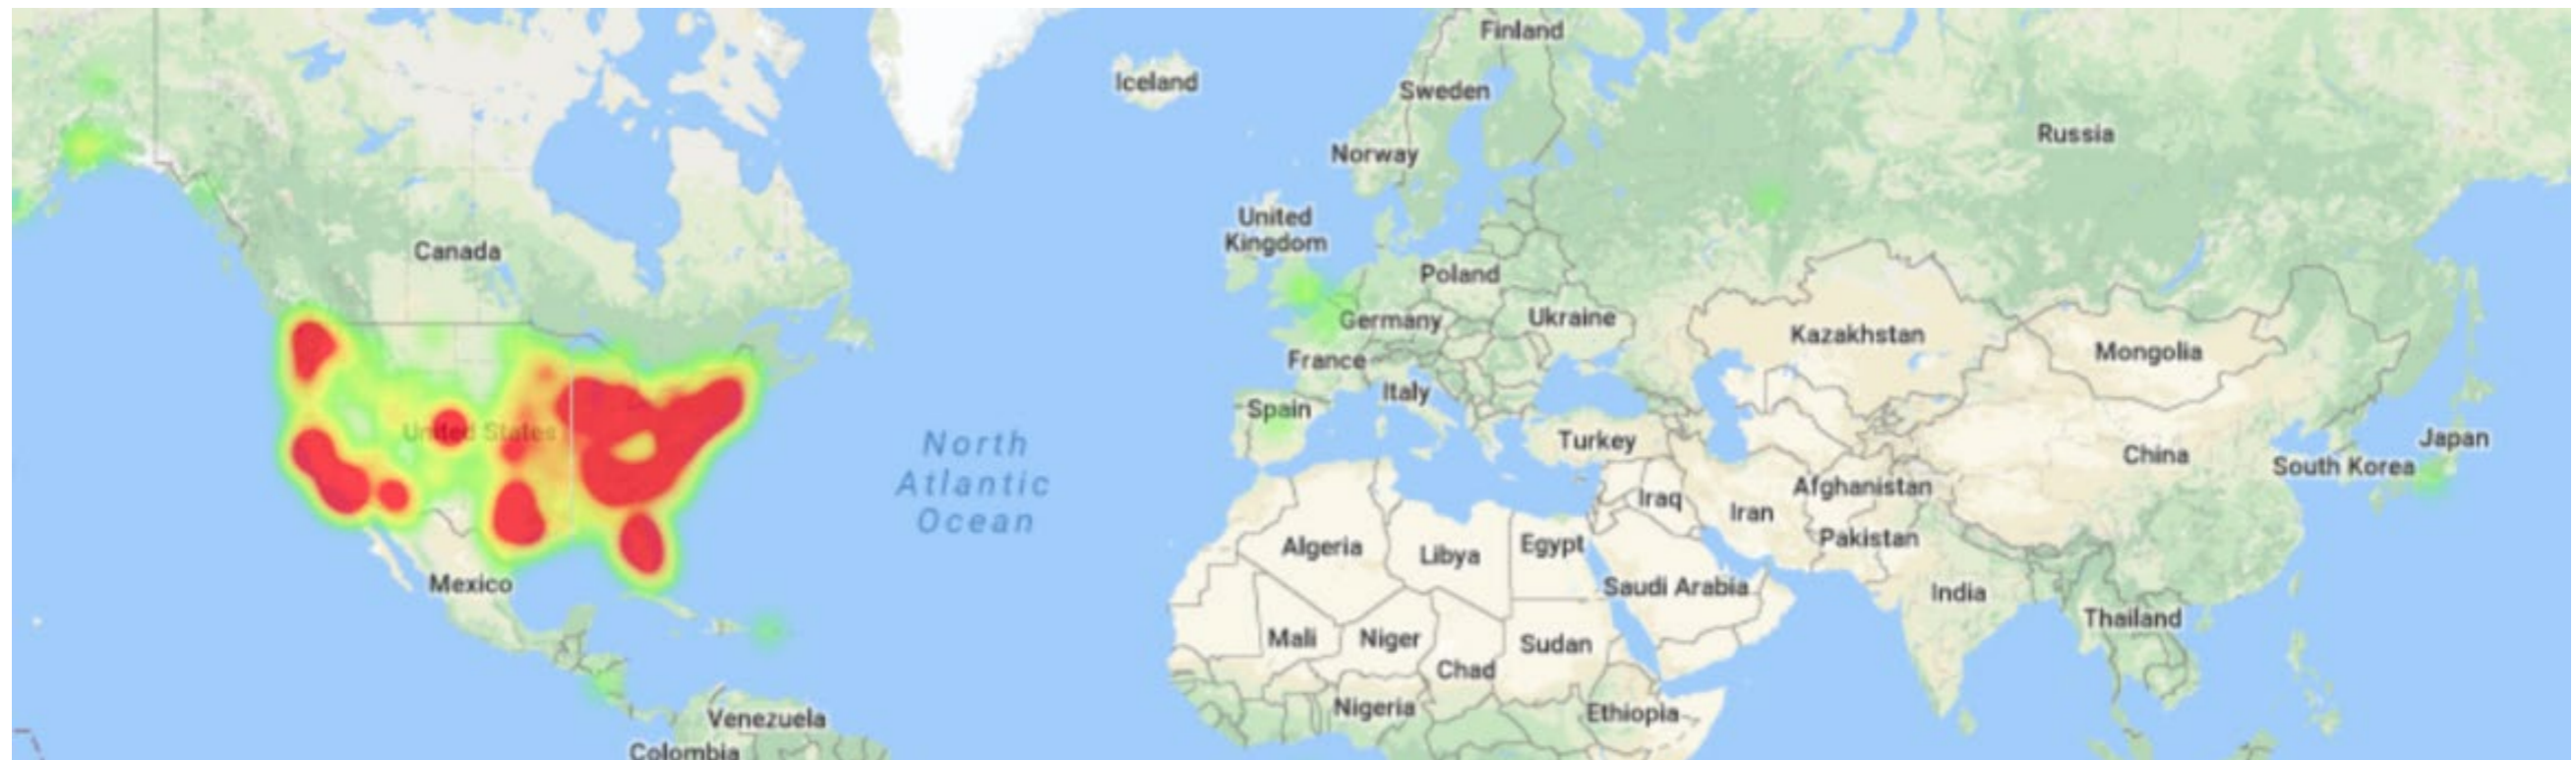 Finland
Iceland
Sweden
Russia
Norway
United
Kingdom
Canada
Poland
Germany
Ukraine
Kazakhstan
Mongolia
France
Italy
Spain
United States
North
Atlantic
Ocean
Turkey
China
Japan
South Korea
Afghanistan
Iraq
Iran
Pakistan
Algeria
Libya
Egypt
Mexico
Saudi Arabia
India
Thailand
Mali
Niger
Sudan
Chad
Nigeria
Ethiopia
Venezuela
Colombia